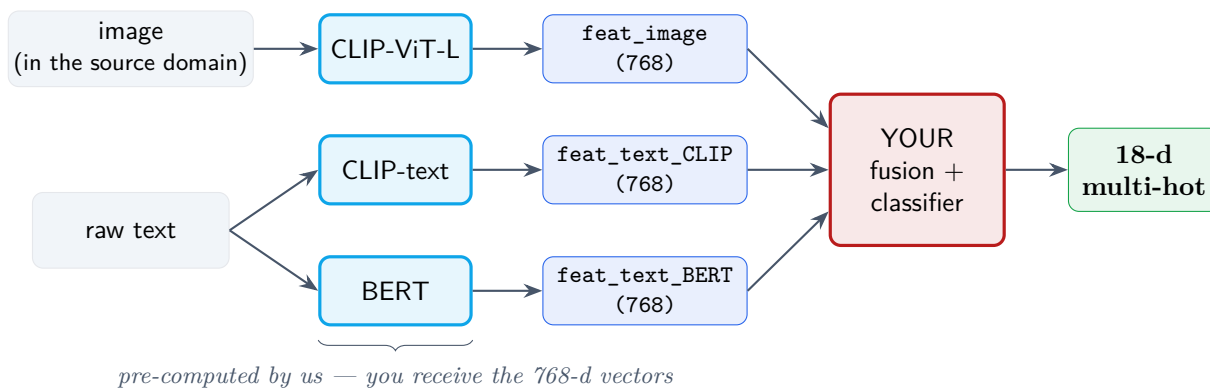 image
(in the source domain)
CLIP-ViT-L
feat_image
(768)
raw text
CLIP-text
feat_text_CLIP
(768)
BERT
feat_text_BERT
(768)
YOUR
fusion +
classifier
18-d
multi-hot
pre-computed by us — you receive the 768-d vectors